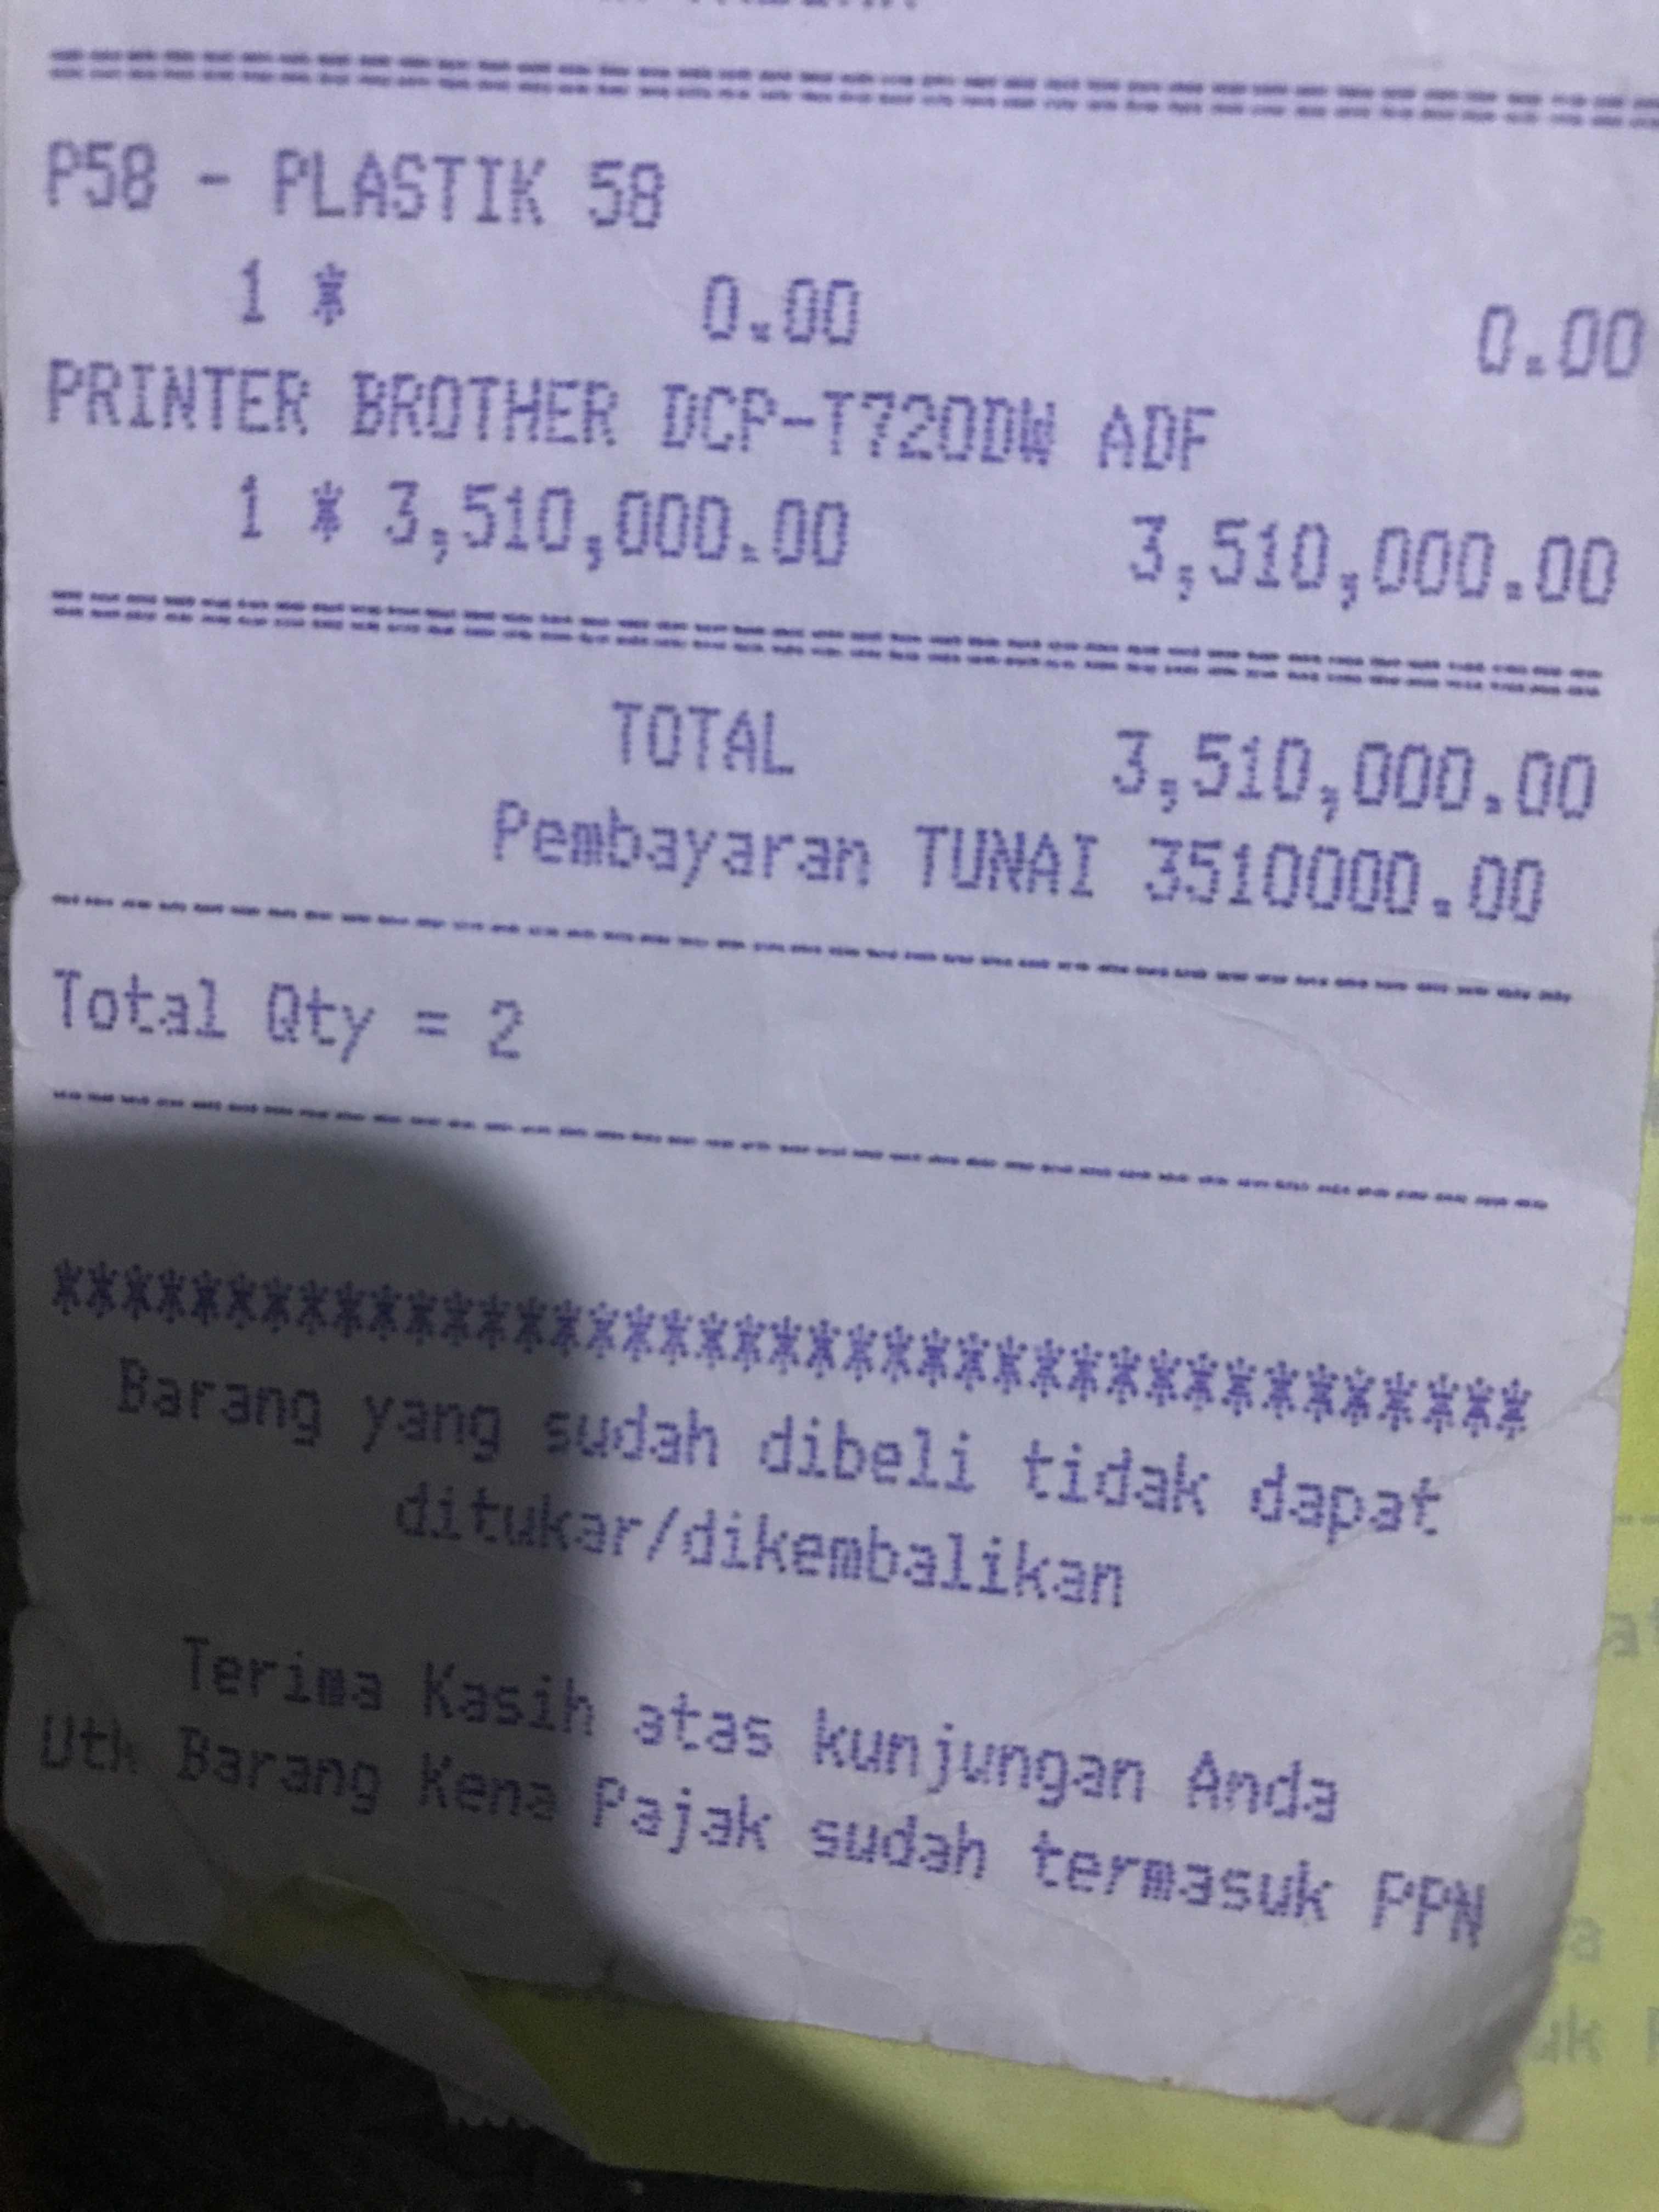 P58 - PLASTIK 58
1 * 0.00 0.00
PRINTER BROTHER DCP-T720DW ADF
1 * 3,510,000.00 3,510,000.00
TOTAL 3,510,000.00
Pembayaran TUNAI 3510000.00
Total Qty = 2
****************************************
Barang yang sudah dibeli tidak dapat
ditukar/dikembalikan
Terima Kasih atas kunjungan Anda
Utk Barang Kena Pajak sudah termasuk PPN